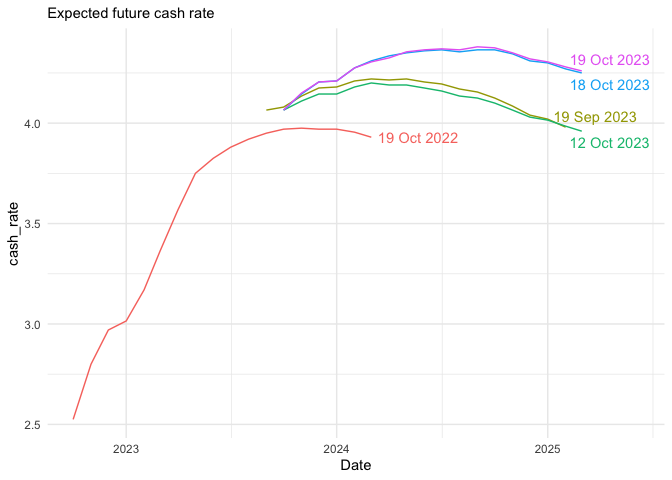 Expected future cash rate
19 Oct 2023
18 Oct 2023
19 Sep 2023
12 Oct 2023
19 Oct 2022
4.0
3.5
3.0
2.5
cash_rate
2023 2024 2025
Date